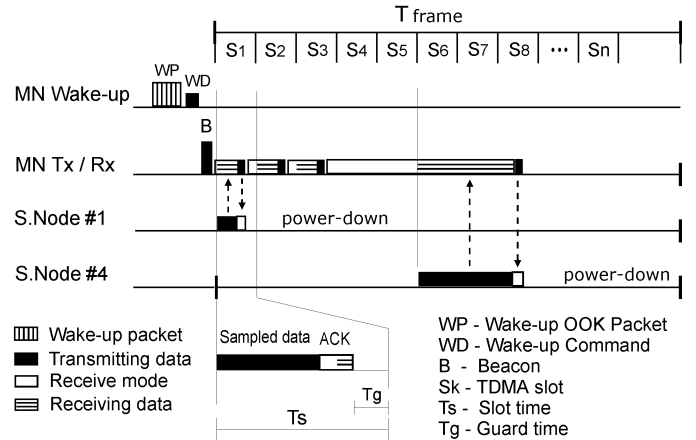 T frame
S1 S2 S3 S4 S5 S6 S7 S8 ... Sn
WP
WD
MN Wake-up
B
MN Tx / Rx
S.Node #1
power-down
S.Node #4
power-down
Wake-up packet
Transmitting data
Receive mode
Receiving data
Sampled data ACK
Tg
Ts
WP - Wake-up OOK Packet
WD - Wake-up Command
B - Beacon
Sk - TDMA slot
Ts - Slot time
Tg - Guard time